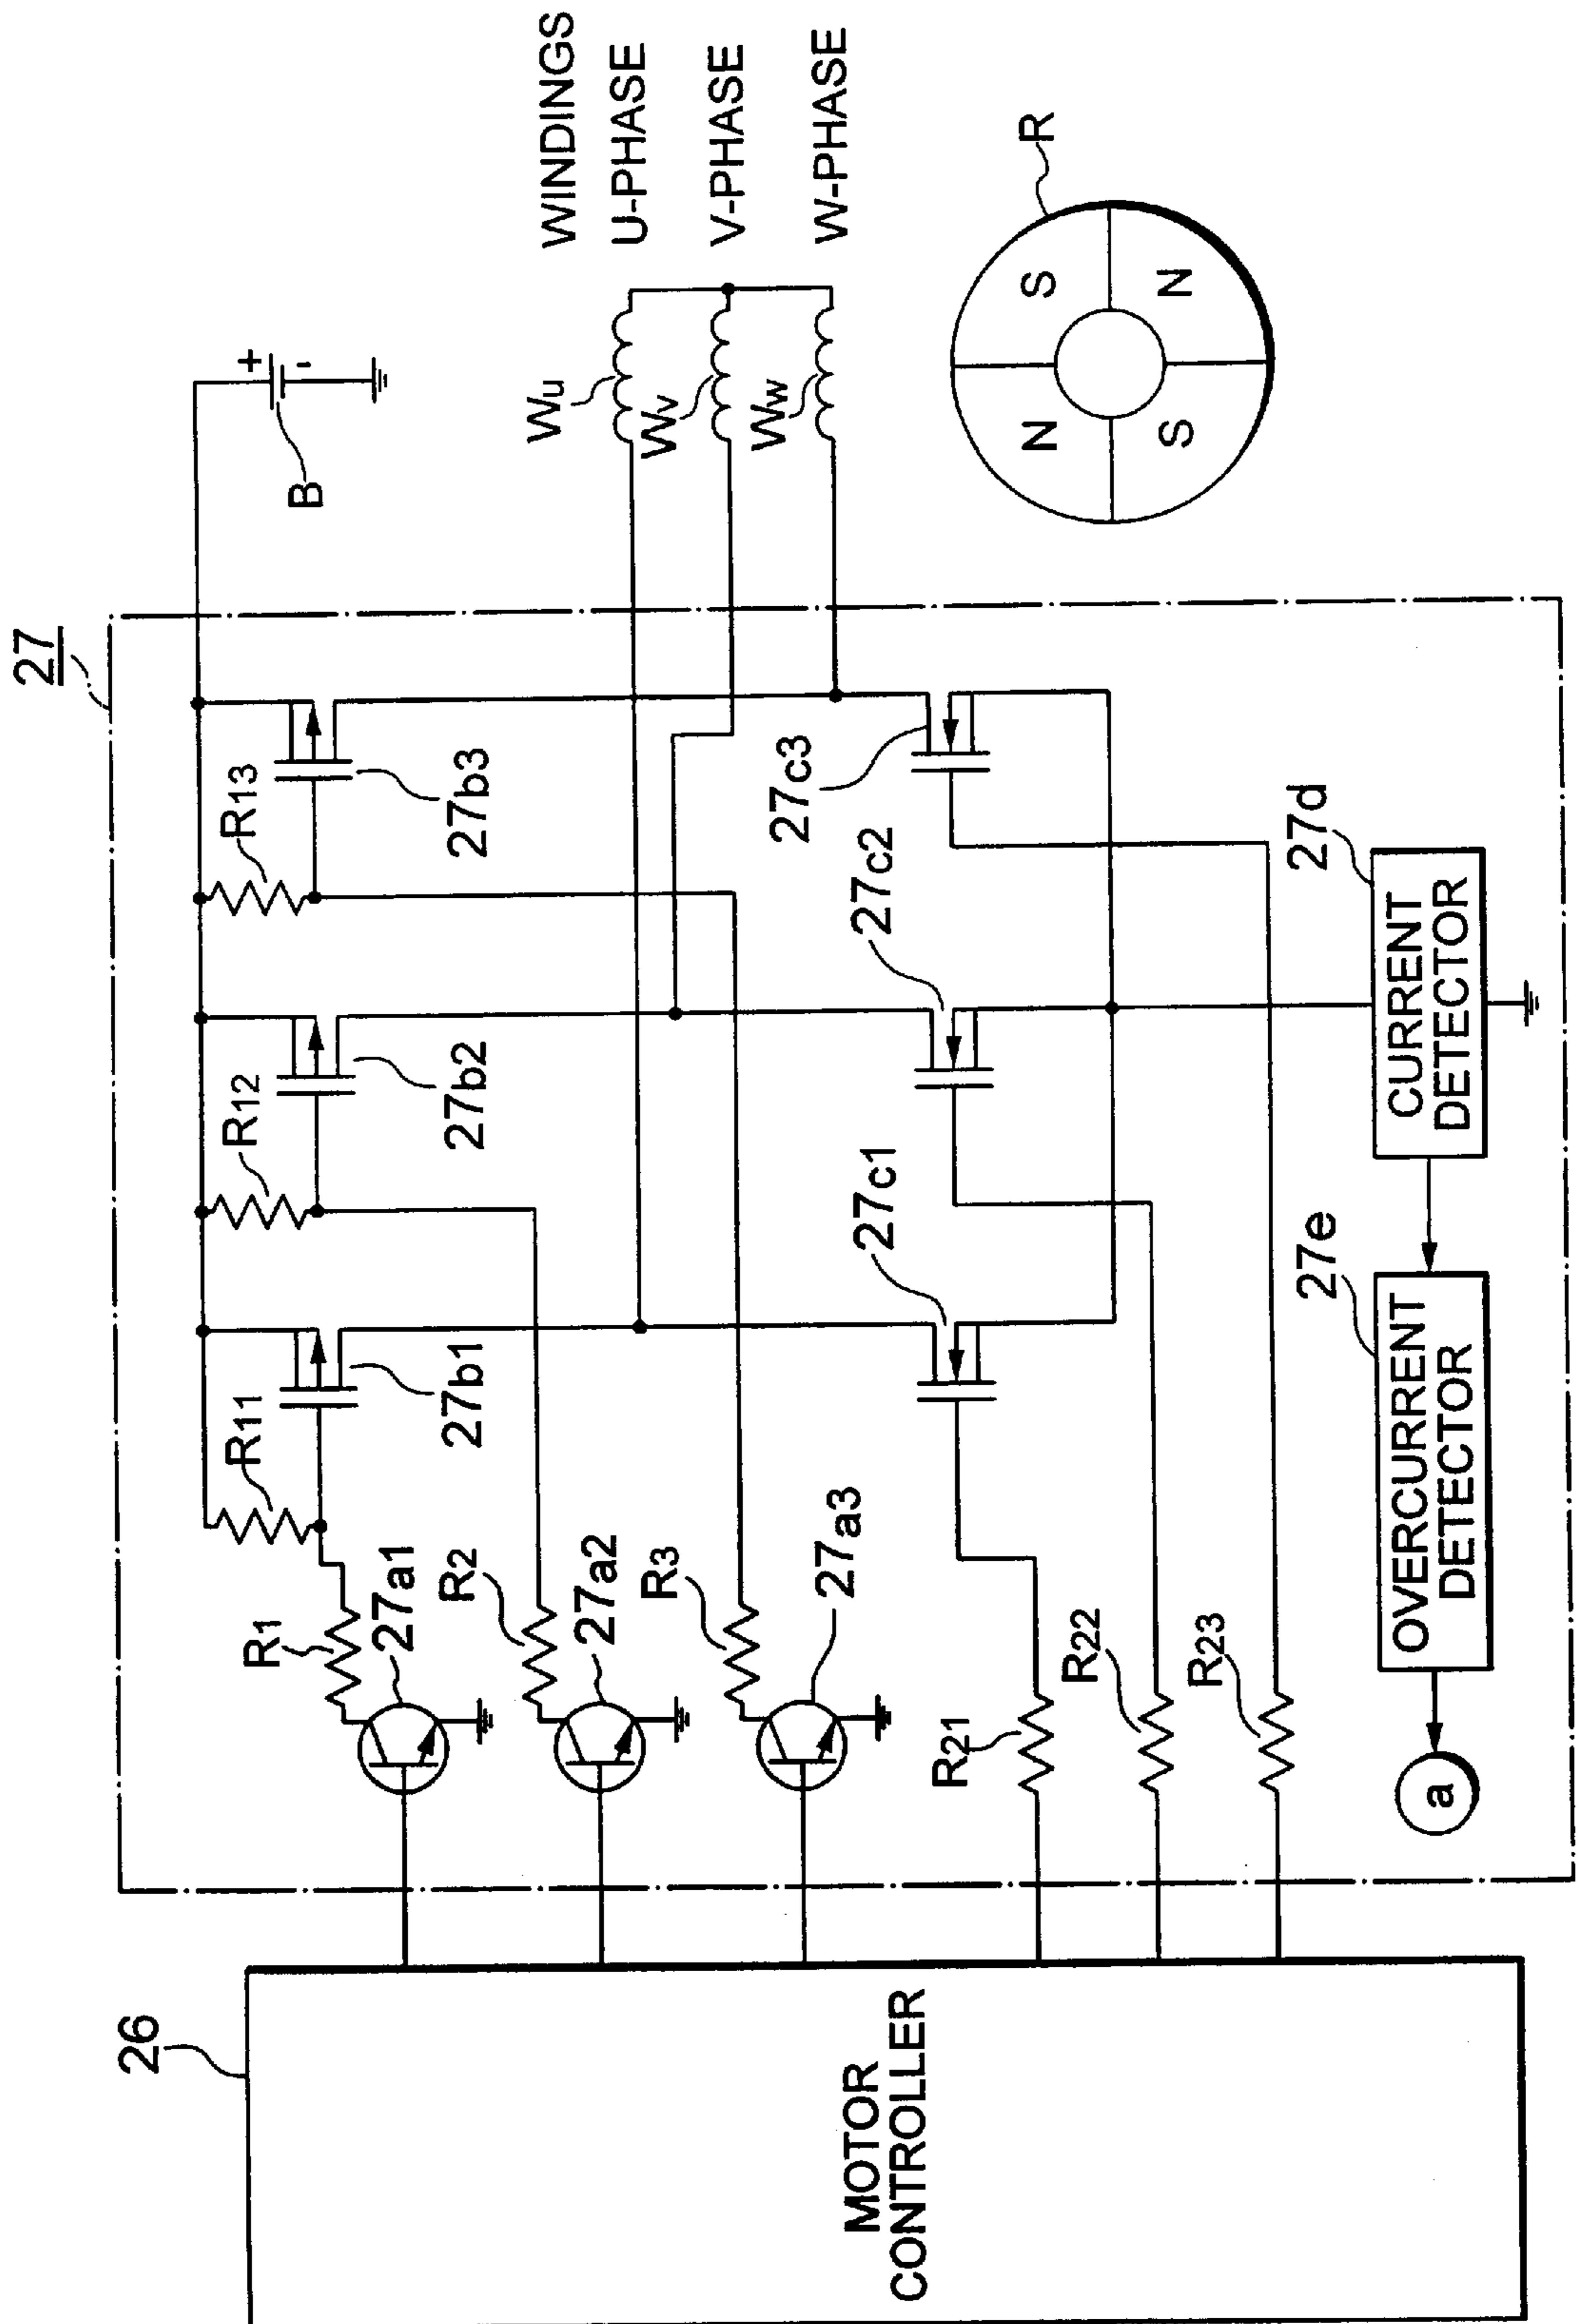 26
MOTOR
CONTROLLER
27
R1
27a1
R2
27a2
R3
27a3
R11
27b1
R12
27b2
R13
27b3
R21
R22
R23
27c1
27c2
27c3
OVERCURRENT
DETECTOR
27e
CURRENT
DETECTOR
27d
a
B
+
-
WINDINGS
U-PHASE
V-PHASE
W-PHASE
Wu
Wv
Ww
R
N
S
S
N